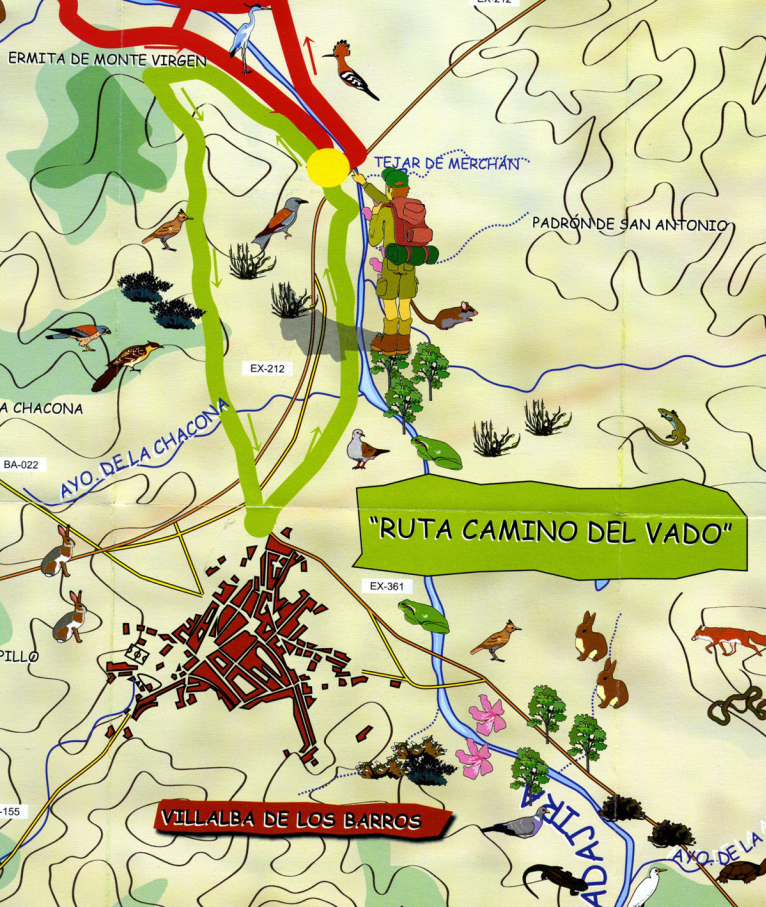 EX-212
ERMITA DE MONTE VIRGEN
TEJAR DE MERCHÁN
PADRÓN DE SAN ANTONIO
EX-212
A CHACONA
AYO. DE LA CHACONA
BA-022
"RUTA CAMINO DEL VADO"
EX-361
PILLO
VILLALBA DE LOS BARROS
-155
ADAJIRA
AYO. DE LA